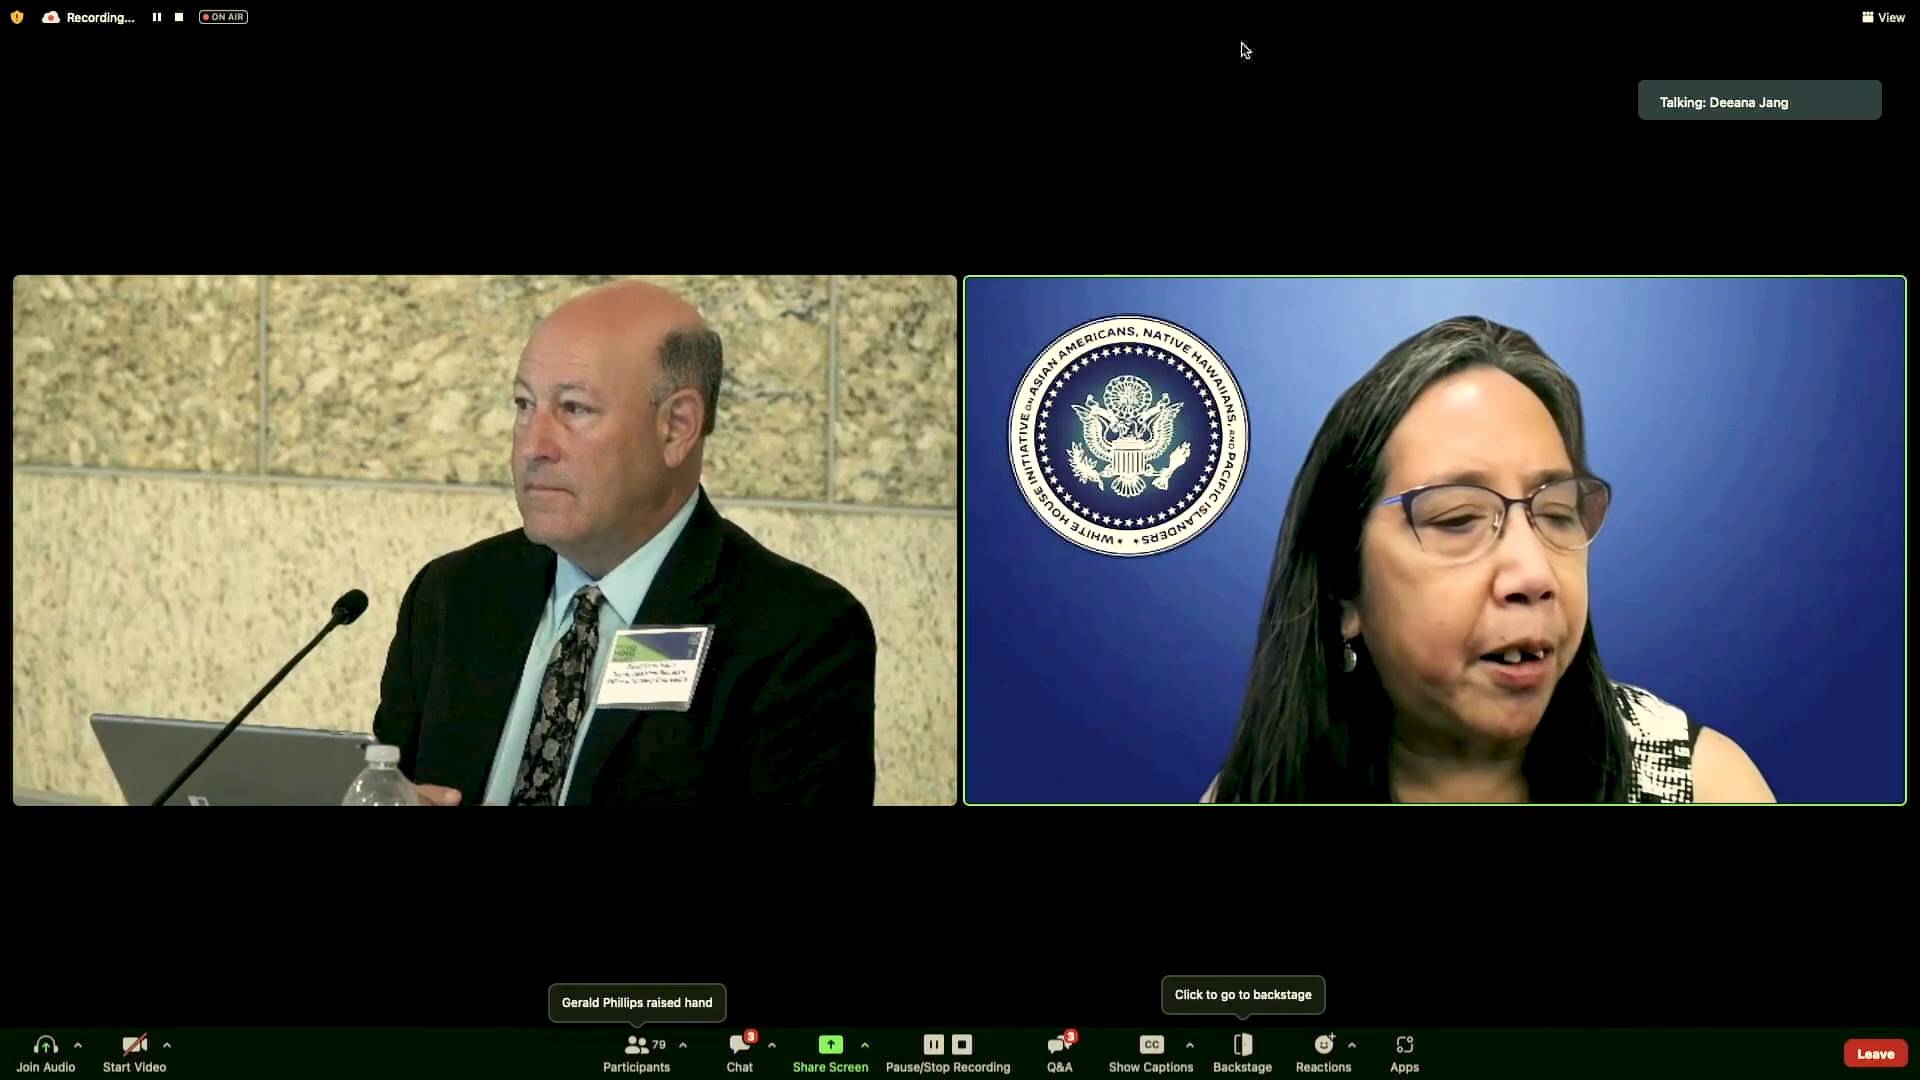 Recording...
ON AIR
View
Talking: Deeana Jang
WHITE HOUSE INITIATIVE ON ASIAN AMERICANS, NATIVE HAWAIIANS, AND PACIFIC ISLANDERS
Gerald Phillips raised hand
Click to go to backstage
79
3
3
CC
Join Audio
Start Video
Participants
Chat
Share Screen
Pause/Stop Recording
Q&A
Show Captions
Backstage
Reactions
Apps
Leave